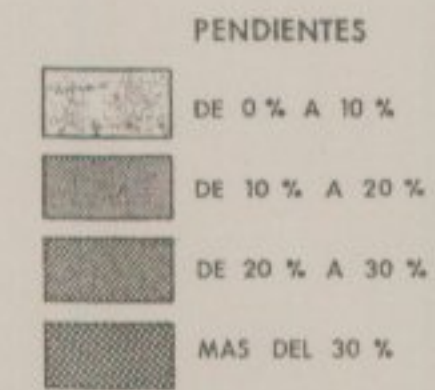 PENDIENTES
DE 0 % A 10 %
DE 10 % A 20 %
DE 20 % A 30 %
MAS DEL 30 %